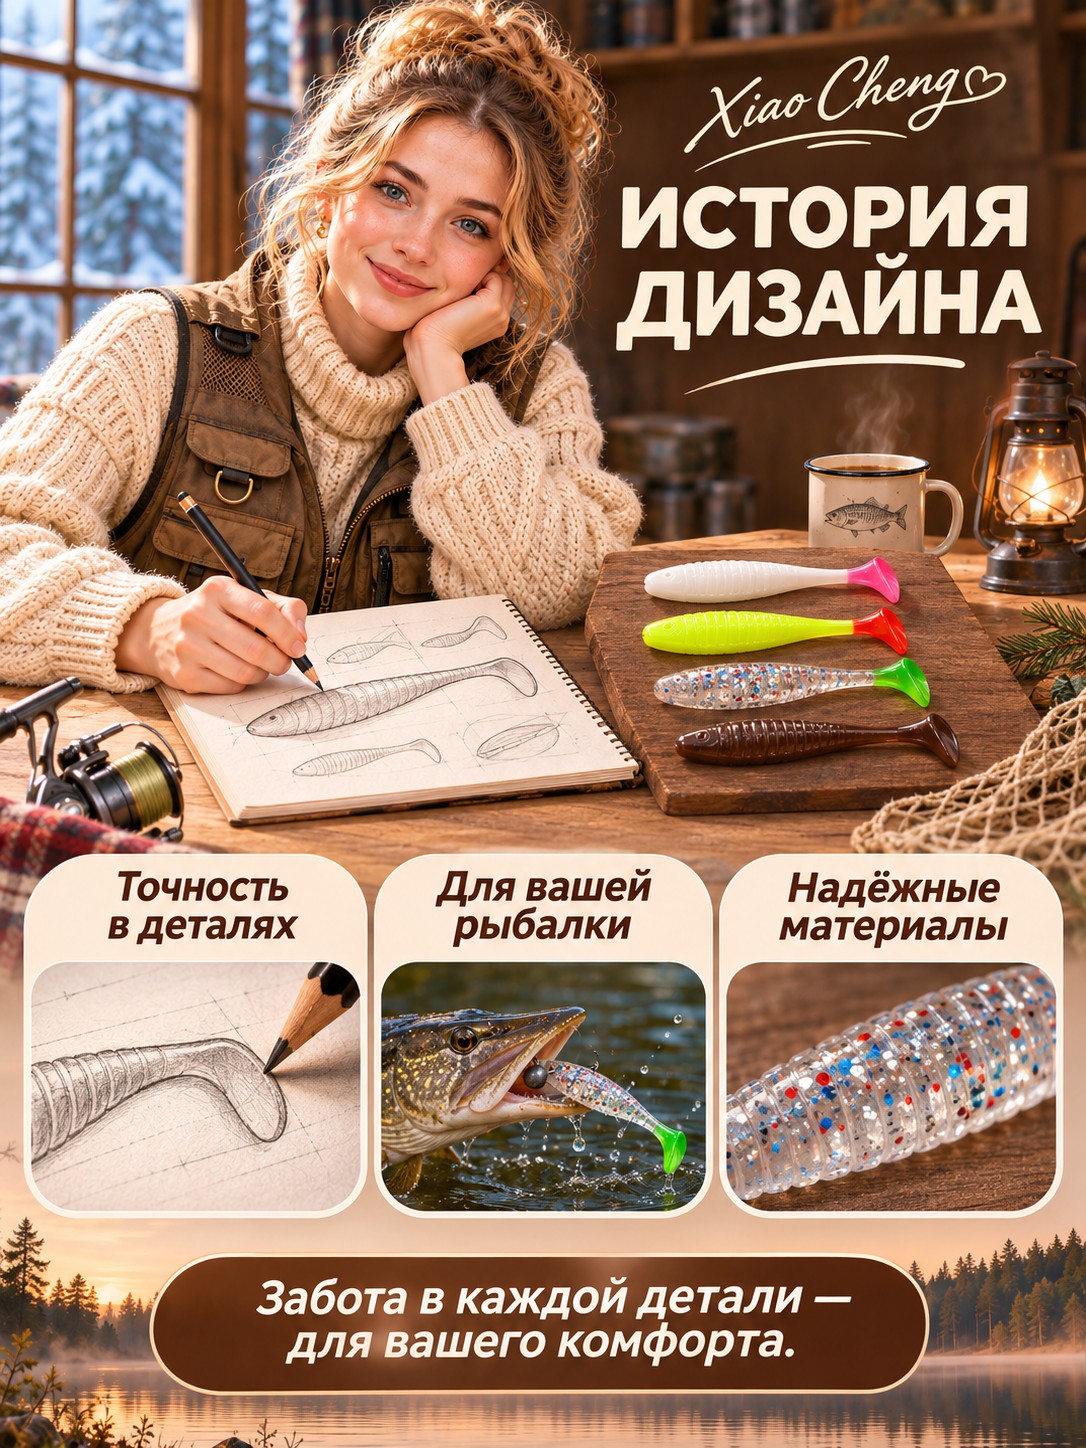 Xiao Cheng
ИСТОРИЯ
ДИЗАЙНА
Точность
в деталях
Для вашей
рыбалки
Надёжные
материалы
Забота в каждой детали —
для вашего комфорта.